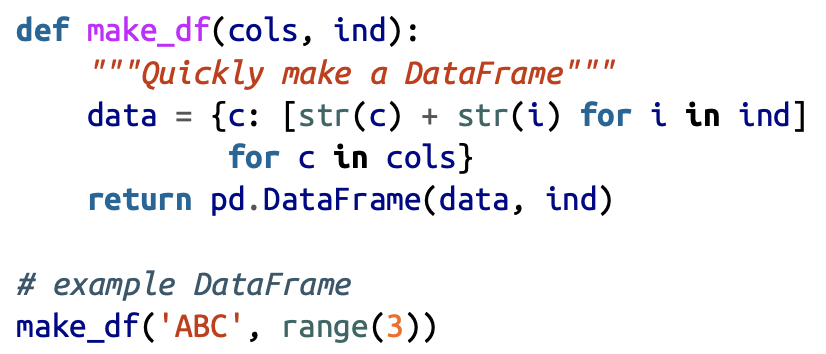 def make_df(cols, ind):
    """Quickly make a DataFrame"""
    data = {c: [str(c) + str(i) for i in ind]
            for c in cols}
    return pd.DataFrame(data, ind)

# example DataFrame
make_df('ABC', range(3))